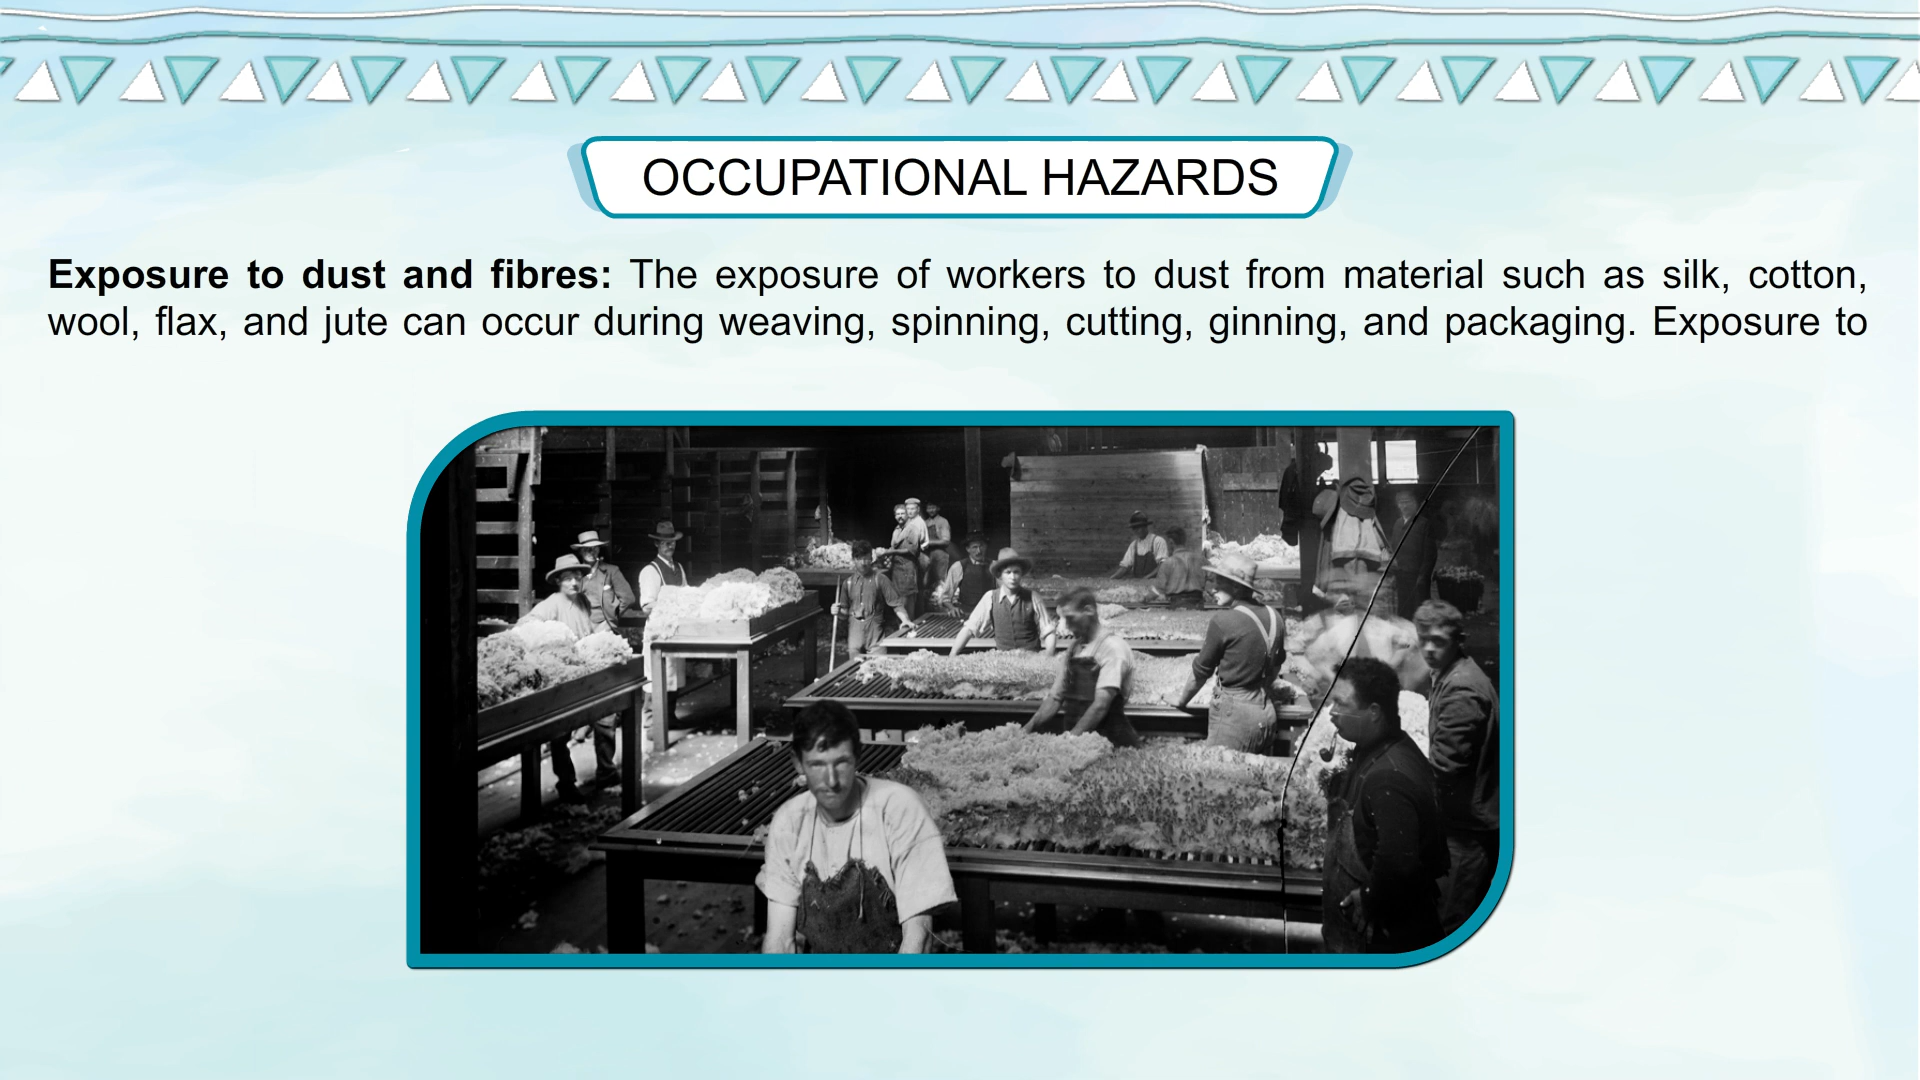 OCCUPATIONAL HAZARDS
Exposure to dust and fibres: The exposure of workers to dust from material such as silk, cotton,
wool, flax, and jute can occur during weaving, spinning, cutting, ginning, and packaging. Exposure to